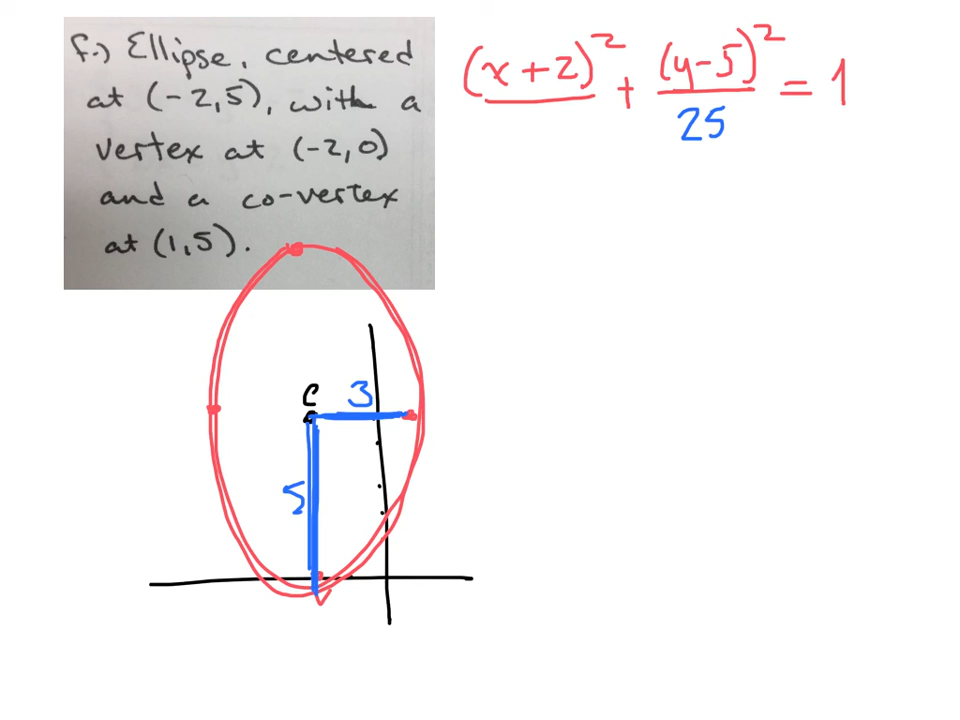 f.) Ellipse, centered
at (-2,5), with a
vertex at (-2,0)
and a co-vertex
at (1,5).
(x+2)² + (y-5)² = 1
25
C
3
5
V